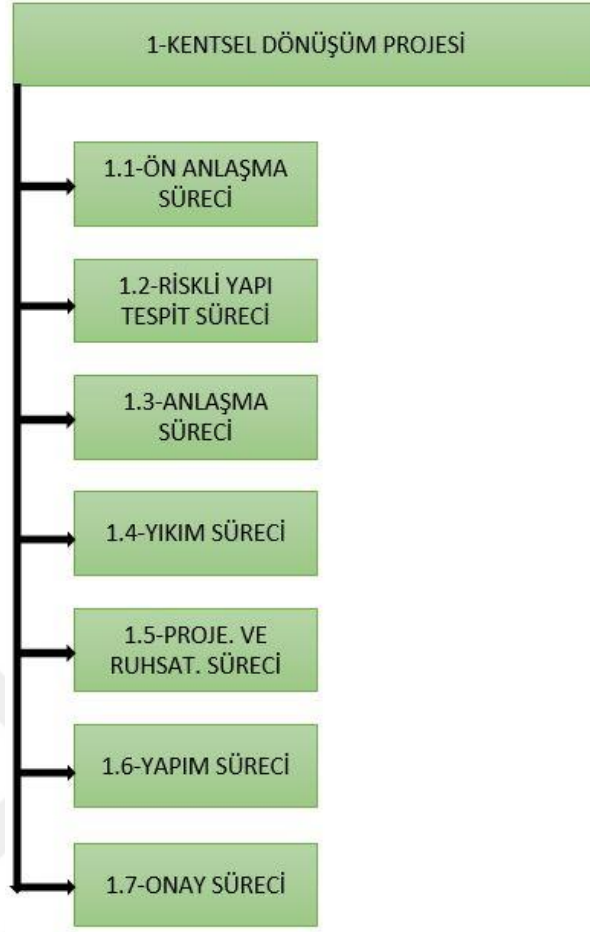 1-KENTSEL DÖNÜŞÜM PROJESİ
1.1-ÖN ANLAŞMA
SÜRECİ
1.2-RİSKLİ YAPI
TESPİT SÜRECİ
1.3-ANLAŞMA
SÜRECİ
1.4-YIKIM SÜRECİ
1.5-PROJE. VE
RUHSAT. SÜRECİ
1.6-YAPIM SÜRECİ
1.7-ONAY SÜRECİ